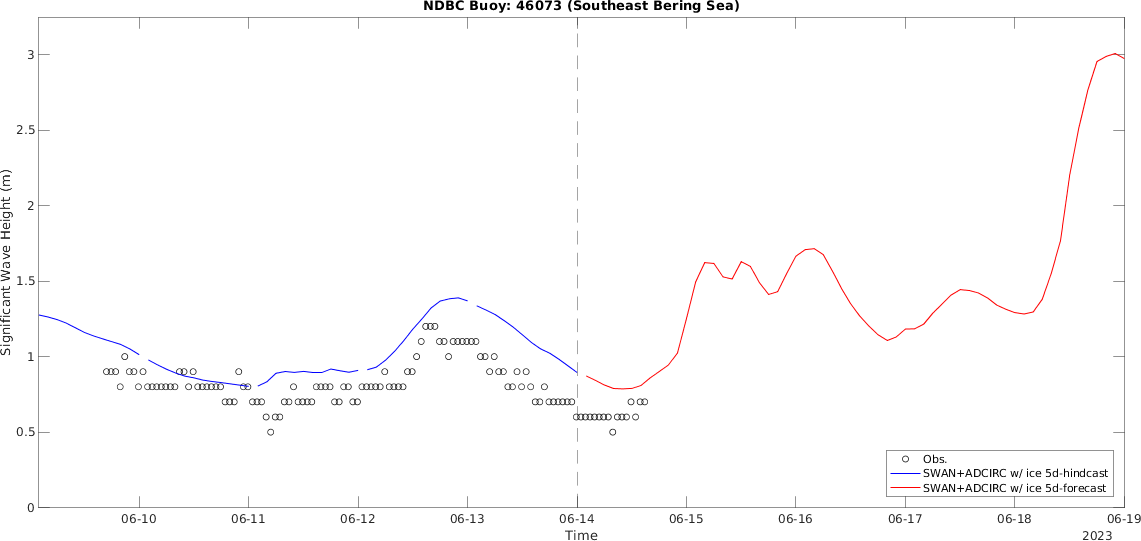 NDBC Buoy: 46073 (Southeast Bering Sea)
Significant Wave Height (m)
3
2.5
2
1.5
1
0.5
0
Obs.
SWAN+ADCIRC w/ ice 5d-hindcast
SWAN+ADCIRC w/ ice 5d-forecast
06-10 06-11 06-12 06-13 06-14 06-15 06-16 06-17 06-18 06-19
Time
2023